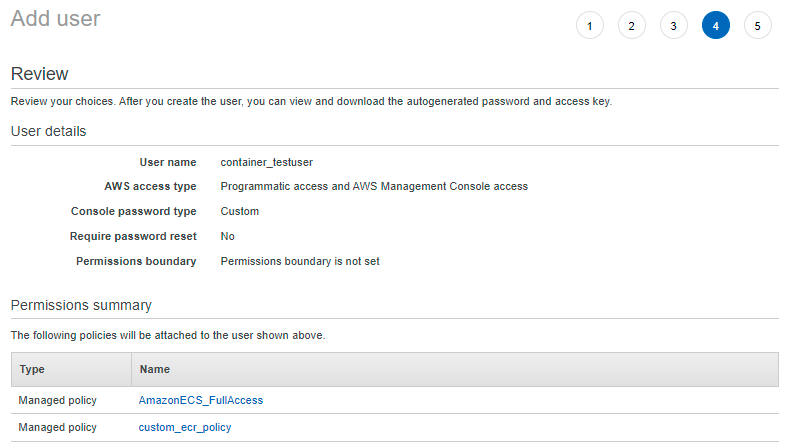 Add user
1 2 3 4 5
Review
Review your choices. After you create the user, you can view and download the autogenerated password and access key.
User details
User name container_testuser
AWS access type Programmatic access and AWS Management Console access
Console password type Custom
Require password reset No
Permissions boundary Permissions boundary is not set
Permissions summary
The following policies will be attached to the user shown above.
Type Name
Managed policy AmazonECS_FullAccess
Managed policy custom_ecr_policy